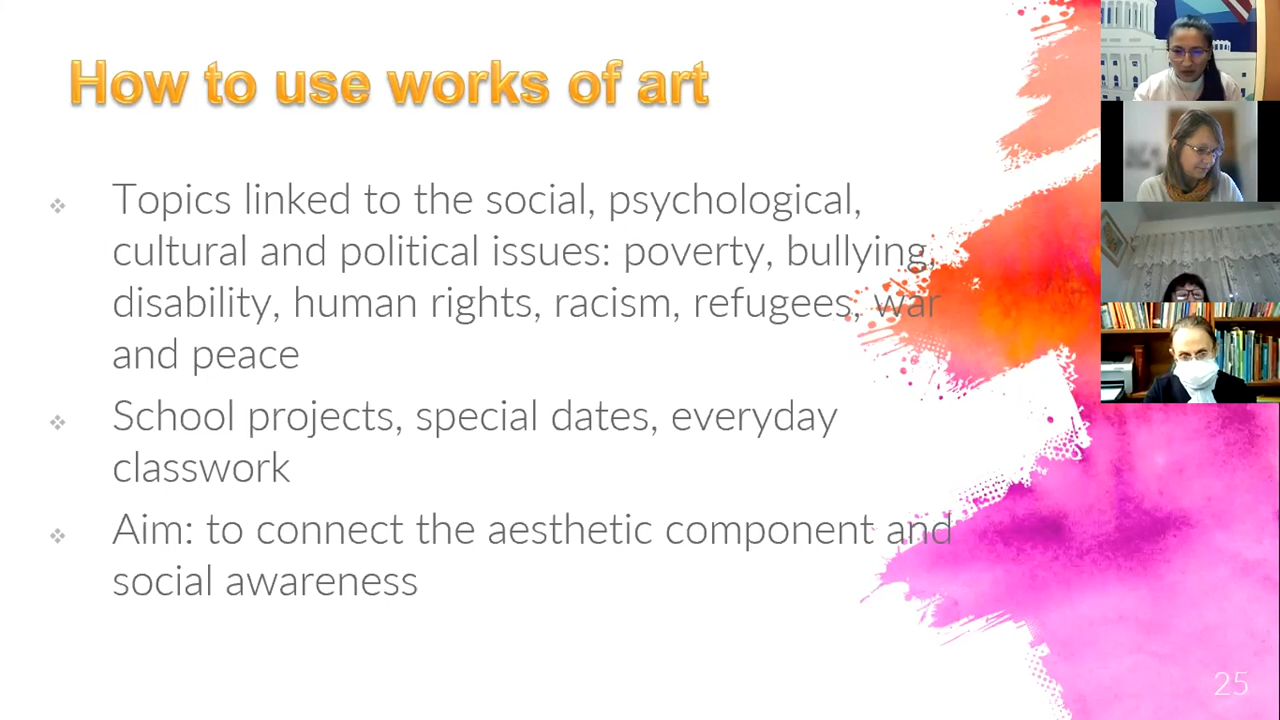 How to use works of art
Topics linked to the social, psychological,
cultural and political issues: poverty, bullying,
disability, human rights, racism, refugees, war
and peace
School projects, special dates, everyday
classwork
Aim: to connect the aesthetic component and
social awareness
25